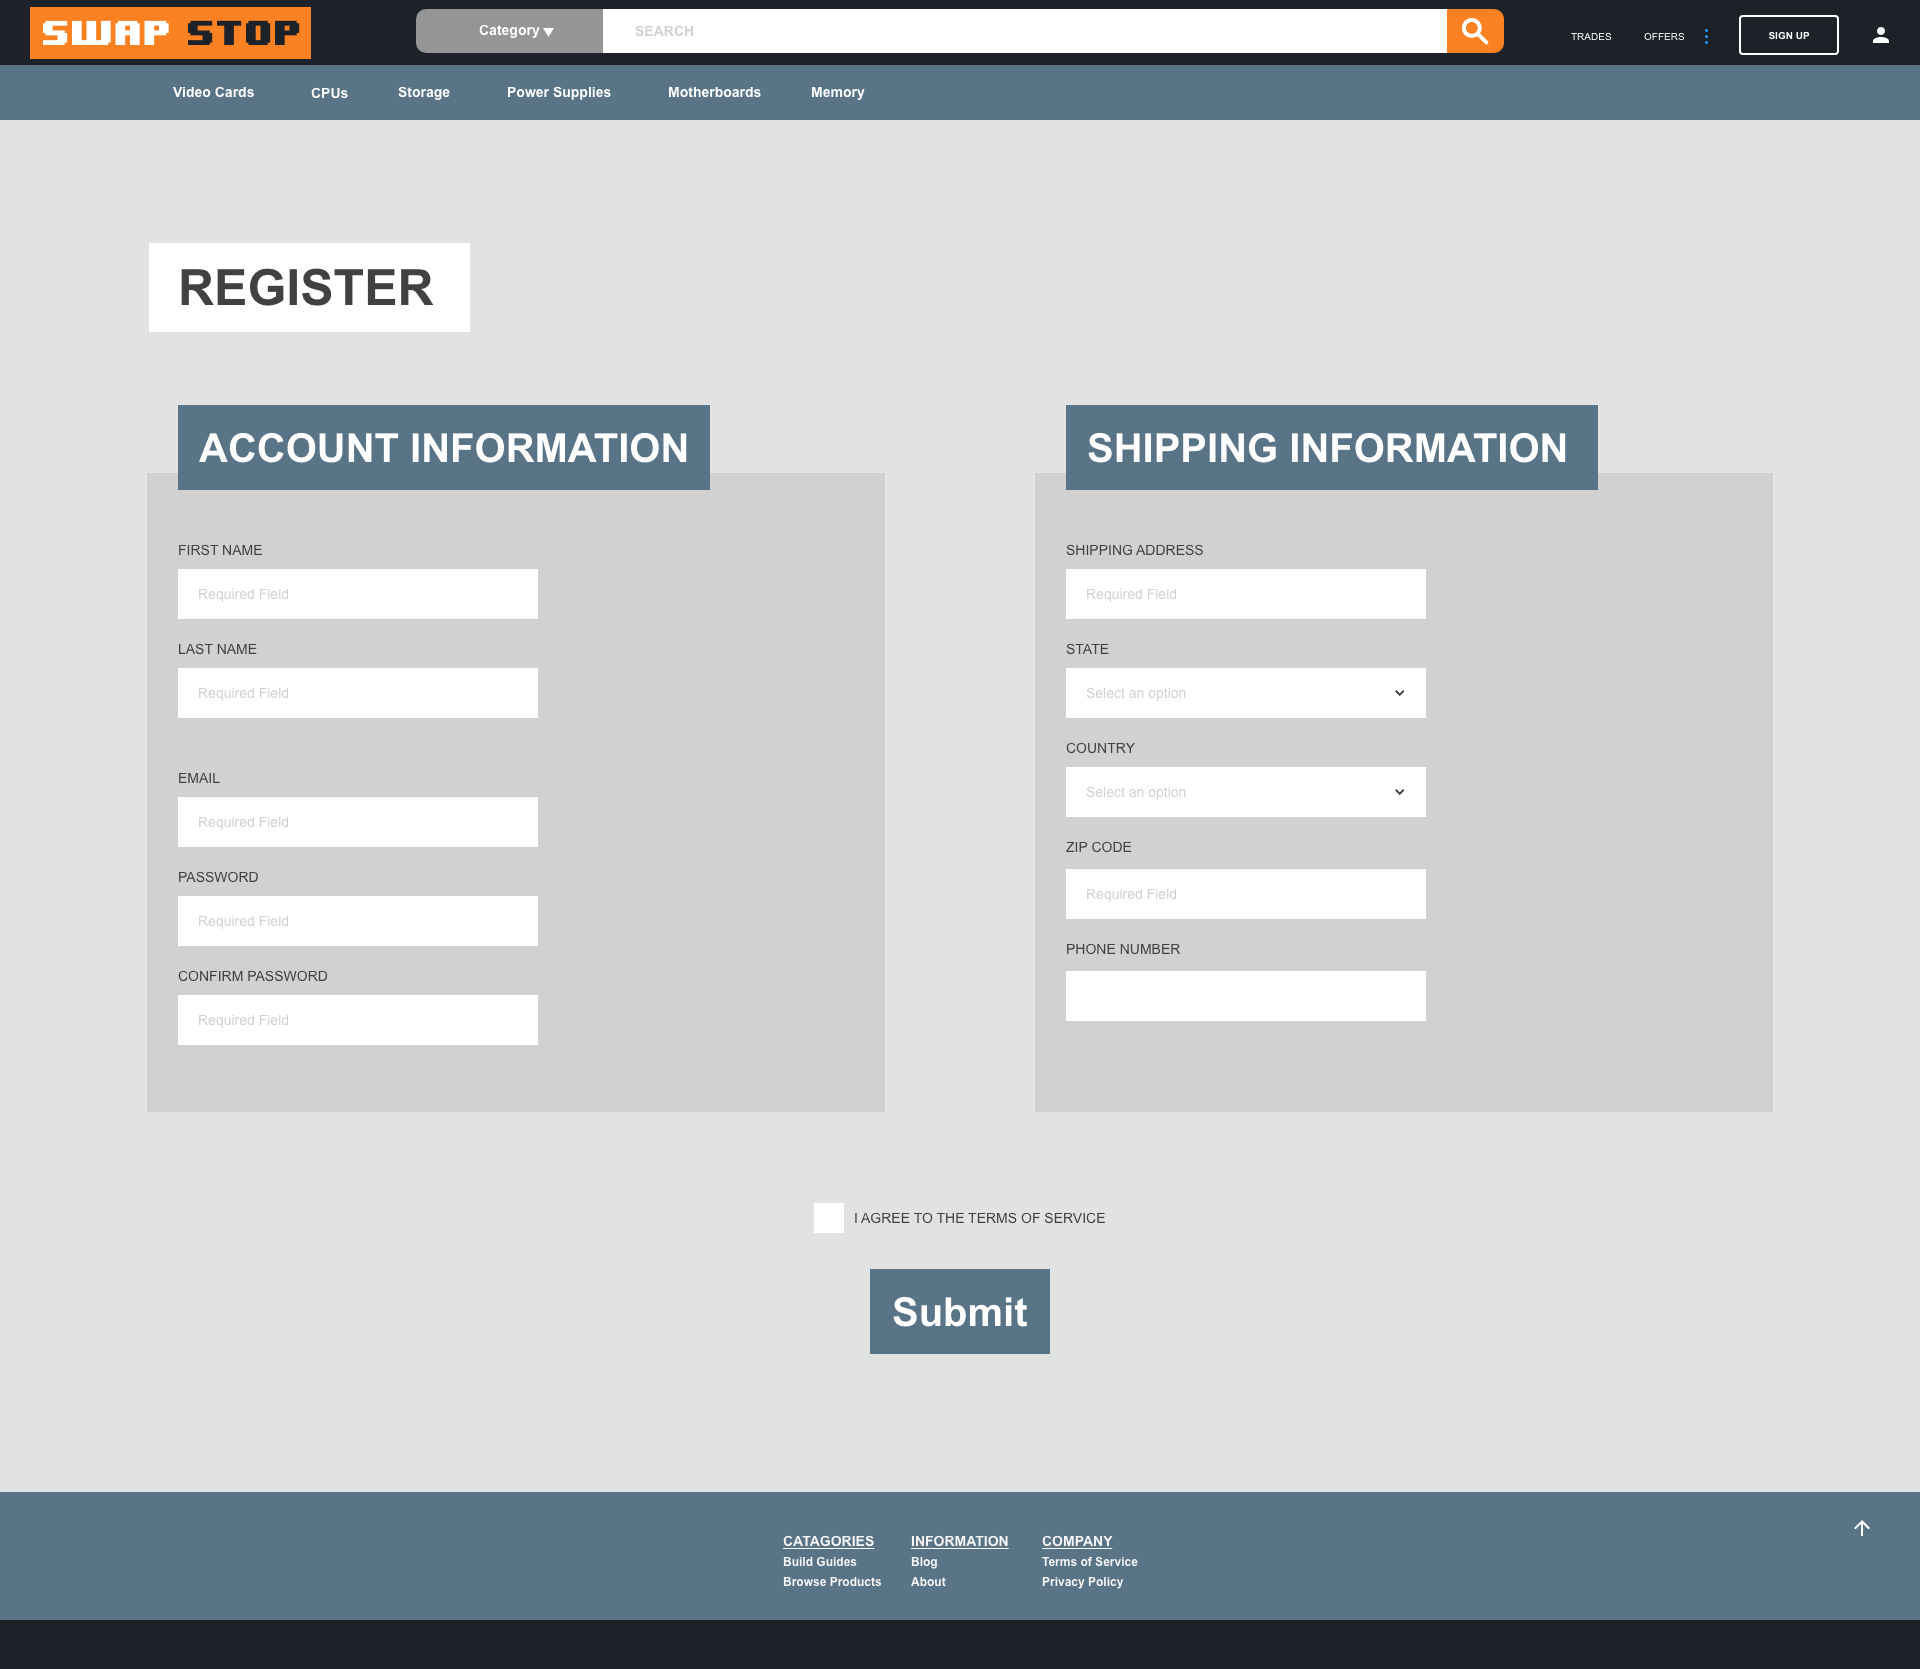 SWAP STOP
Category
SEARCH
TRADES
OFFERS
SIGN UP
Video Cards
CPUs
Storage
Power Supplies
Motherboards
Memory
REGISTER
ACCOUNT INFORMATION
FIRST NAME
Required Field
LAST NAME
Required Field
EMAIL
Required Field
PASSWORD
Required Field
CONFIRM PASSWORD
Required Field
SHIPPING INFORMATION
SHIPPING ADDRESS
Required Field
STATE
Select an option
COUNTRY
Select an option
ZIP CODE
Required Field
PHONE NUMBER
I AGREE TO THE TERMS OF SERVICE
Submit
CATAGORIES
Build Guides
Browse Products
INFORMATION
Blog
About
COMPANY
Terms of Service
Privacy Policy